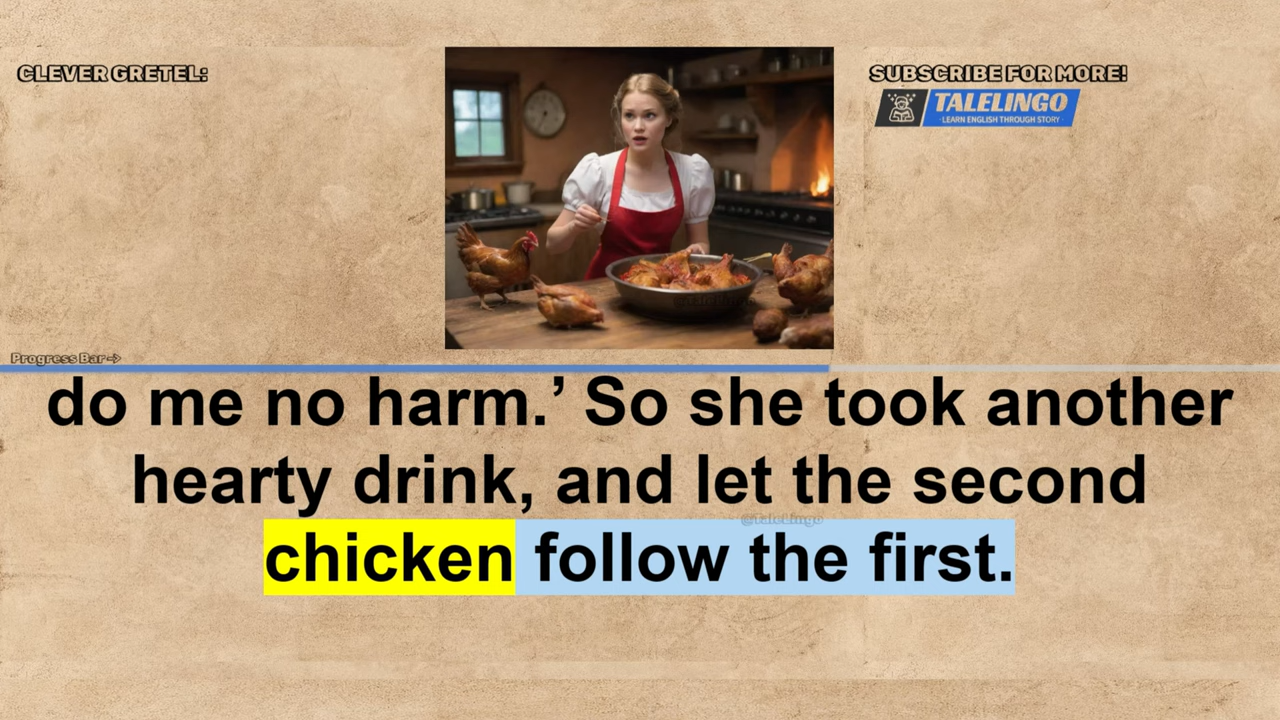 CLEVER GRETEL:
SUBSCRIBE FOR MORE!
TALELINGO
-LEARN ENGLISH THROUGH STORY-
Progress Bar->
do me no harm.’ So she took another
hearty drink, and let the second
@TaleLingo
chicken follow the first.